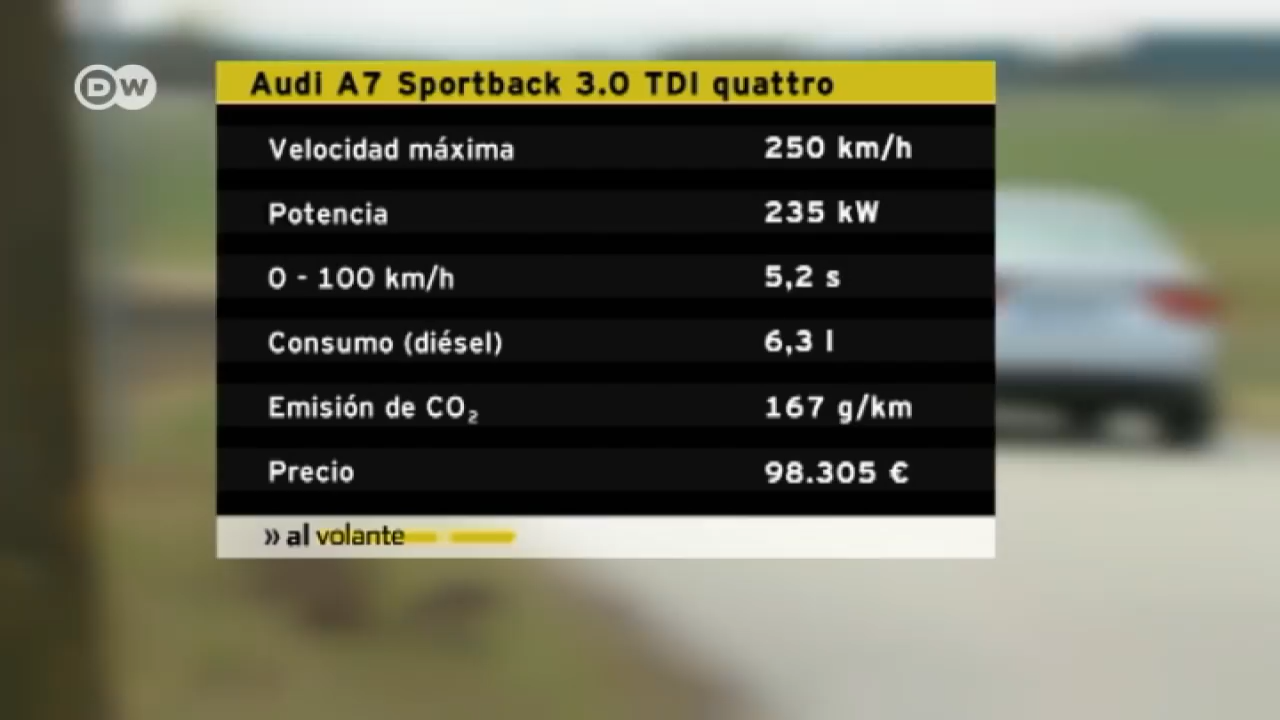 DW
Audi A7 Sportback 3.0 TDI quattro
Velocidad máxima 250 km/h
Potencia 235 kW
0 - 100 km/h 5,2 s
Consumo (diésel) 6,3 l
Emisión de CO₂ 167 g/km
Precio 98.305 €
» al volante